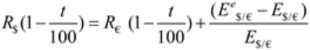 R$(1 − t/100) = R€ (1 − t/100) + (Eᵉ$/€ − E$/€)/E$/€